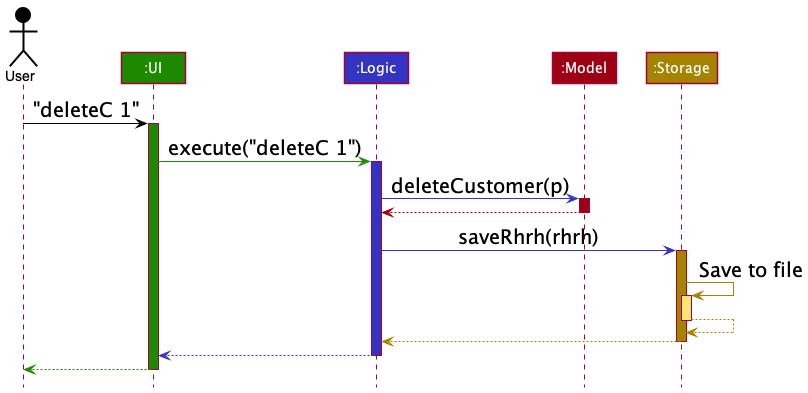 User
:UI
:Logic
:Model
:Storage
"deleteC 1"
execute("deleteC 1")
deleteCustomer(p)
saveRhrh(rhrh)
Save to file